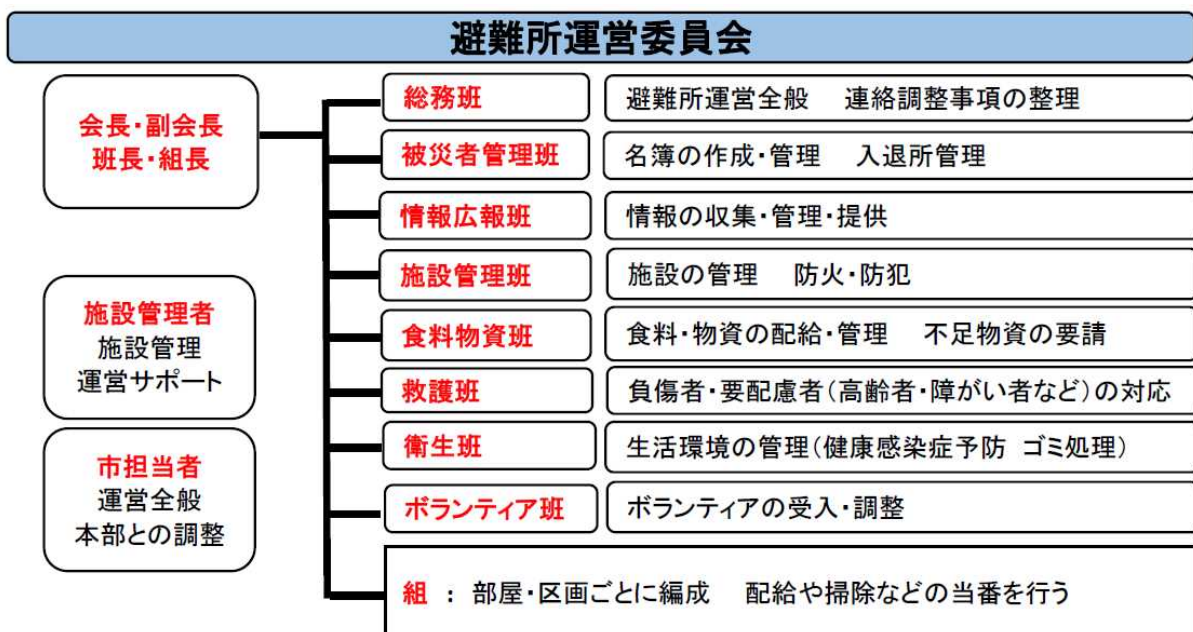 避難所運営委員会
会長・副会長
班長・組長
総務班 避難所運営全般 連絡調整事項の整理
被災者管理班 名簿の作成・管理 入退所管理
情報広報班 情報の収集・管理・提供
施設管理班 施設の管理 防火・防犯
食料物資班 食料・物資の配給・管理 不足物資の要請
救護班 負傷者・要配慮者(高齢者・障がい者など)の対応
衛生班 生活環境の管理(健康感染症予防 ゴミ処理)
ボランティア班 ボランティアの受入・調整
組 : 部屋・区画ごとに編成 配給や掃除などの当番を行う
施設管理者
施設管理
運営サポート
市担当者
運営全般
本部との調整